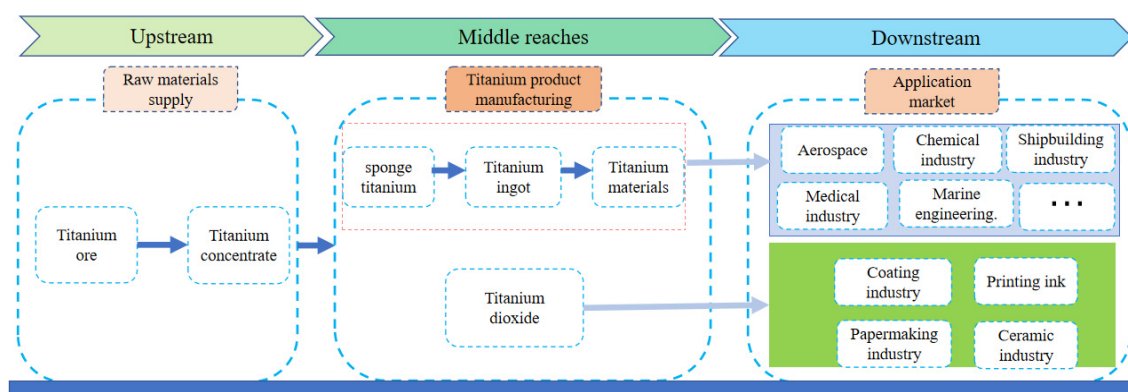 Upstream
Middle reaches
Downstream
Raw materials
supply
Titanium product
manufacturing
Application
market
sponge
titanium
Titanium
ingot
Titanium
materials
Aerospace
Chemical
industry
Shipbuilding
industry
Medical
industry
Marine
engineering.
...
Titanium
ore
Titanium
concentrate
Titanium
dioxide
Coating
industry
Printing ink
Papermaking
industry
Ceramic
industry